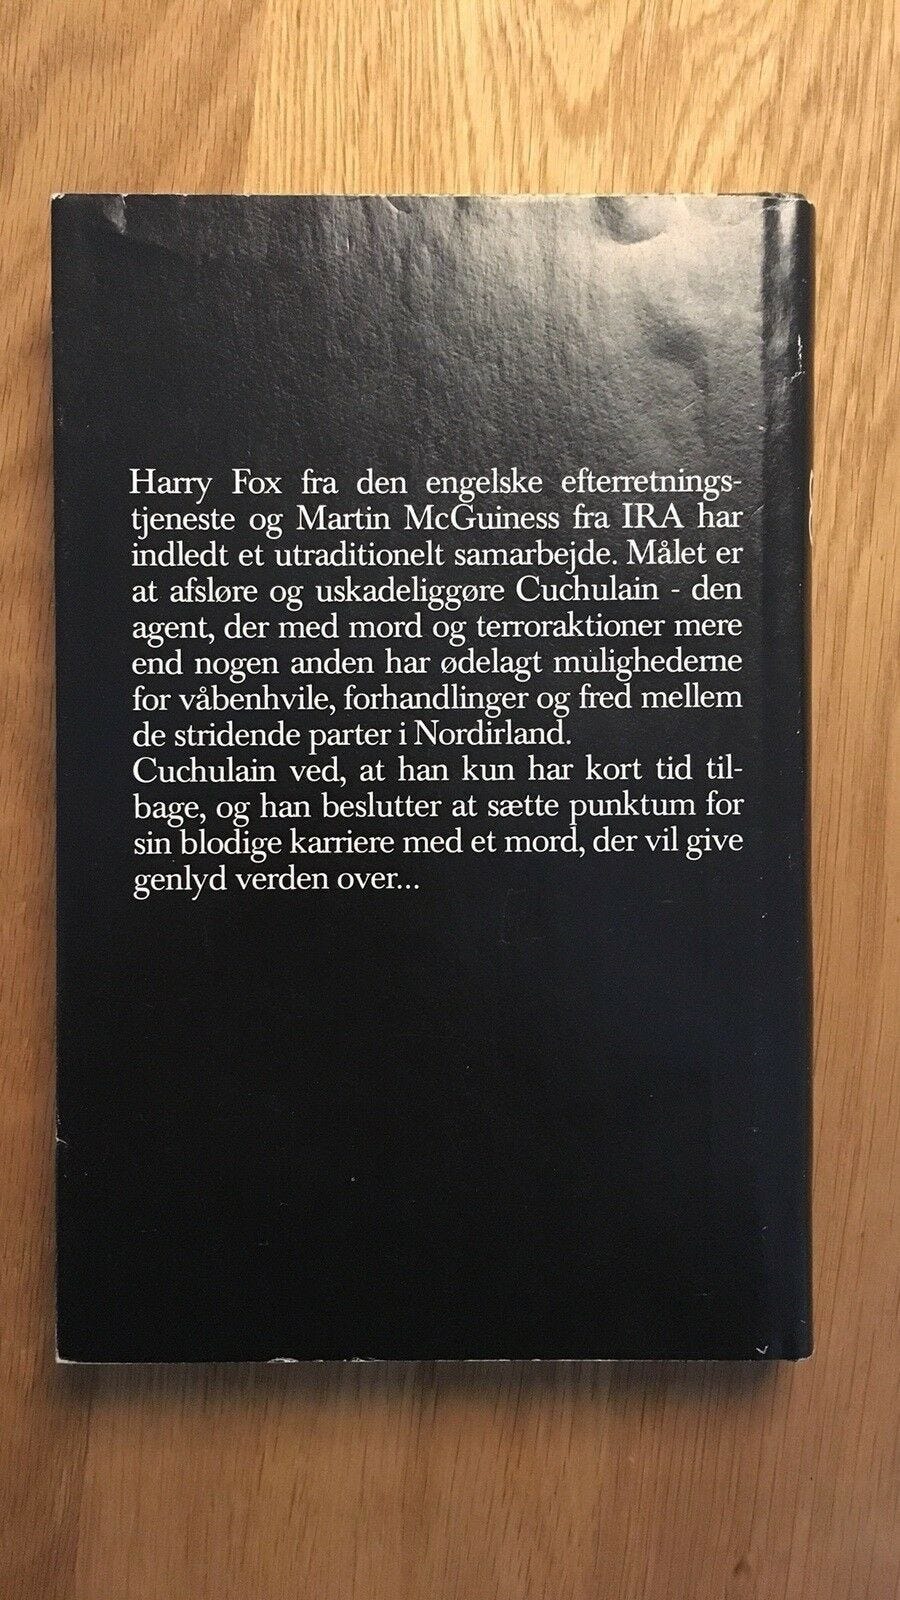 Harry Fox fra den engelske efterretnings-
tjeneste og Martin McGuiness fra IRA har
indledt et utraditionelt samarbejde. Målet er
at afsløre og uskadeliggøre Cuchulain - den
agent, der med mord og terroraktioner mere
end nogen anden har ødelagt mulighederne
for våbenhvile, forhandlinger og fred mellem
de stridende parter i Nordirland.
Cuchulain ved, at han kun har kort tid til-
bage, og han beslutter at sætte punktum for
sin blodige karriere med et mord, der vil give
genlyd verden over...